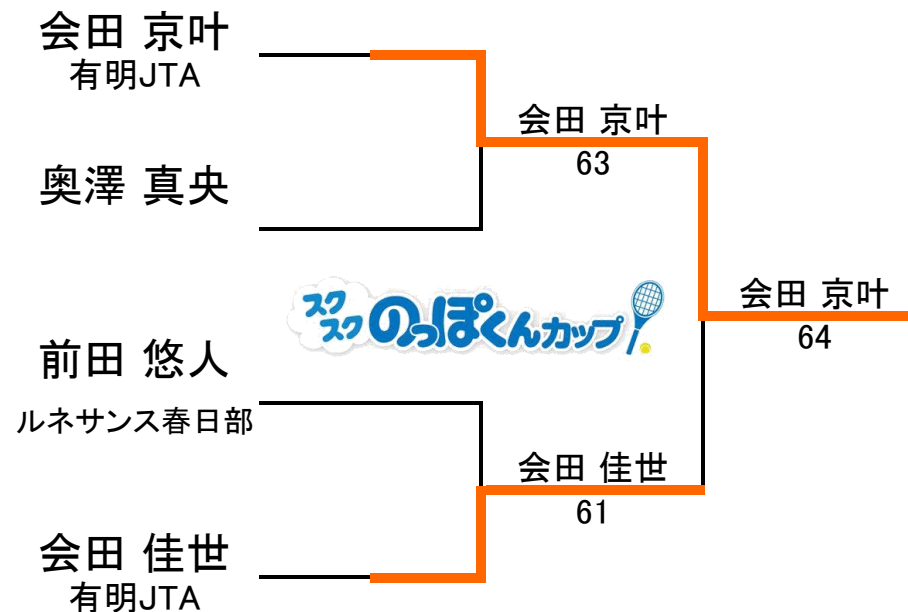 会田 京叶
有明JTA
会田 京叶
63
奥澤 真央
スク
スク のっぽくんカップ
会田 京叶
64
前田 悠人
ルネサンス春日部
会田 佳世
61
会田 佳世
有明JTA